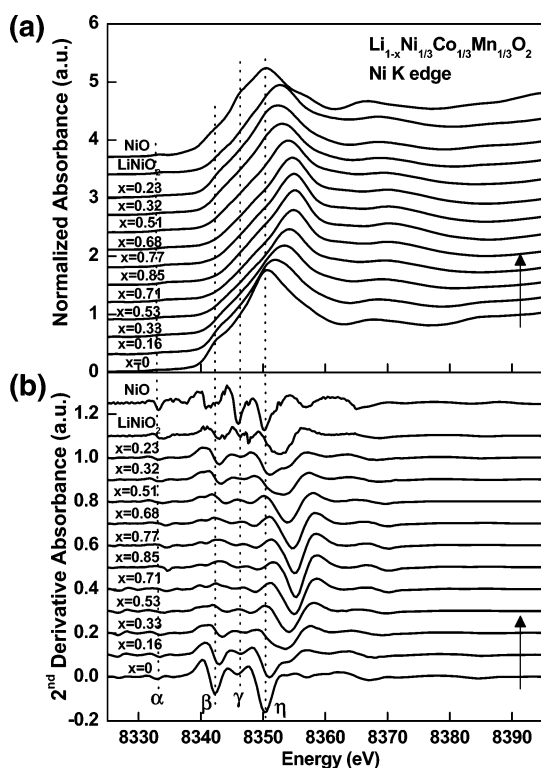 (a)
Li1-xNi1/3Co1/3Mn1/3O2
Ni K edge
Normalized Absorbance (a.u.)
6
5
4
3
2
1
0
NiO
LiNiO2
x=0.23
x=0.32
x=0.51
x=0.68
x=0.77
x=0.85
x=0.71
x=0.53
x=0.33
x=0.16
x=0
(b)
2nd Derivative Absorbance (a.u.)
1.2
1.0
0.8
0.6
0.4
0.2
0.0
-0.2
NiO
LiNiO2
x=0.23
x=0.32
x=0.51
x=0.68
x=0.77
x=0.85
x=0.71
x=0.53
x=0.33
x=0.16
x=0
α β γ η
8330 8340 8350 8360 8370 8380 8390
Energy (eV)